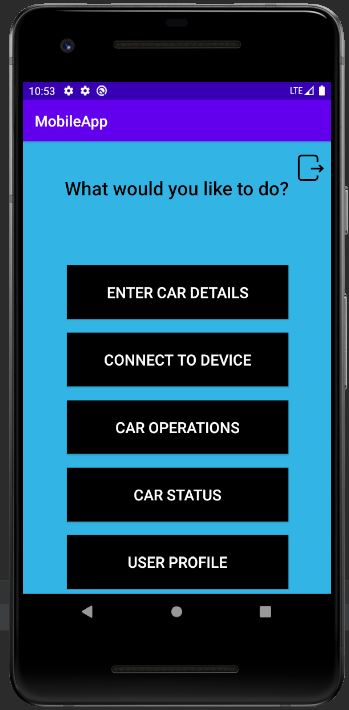 10:53 LTE
MobileApp
What would you like to do?
ENTER CAR DETAILS
CONNECT TO DEVICE
CAR OPERATIONS
CAR STATUS
USER PROFILE